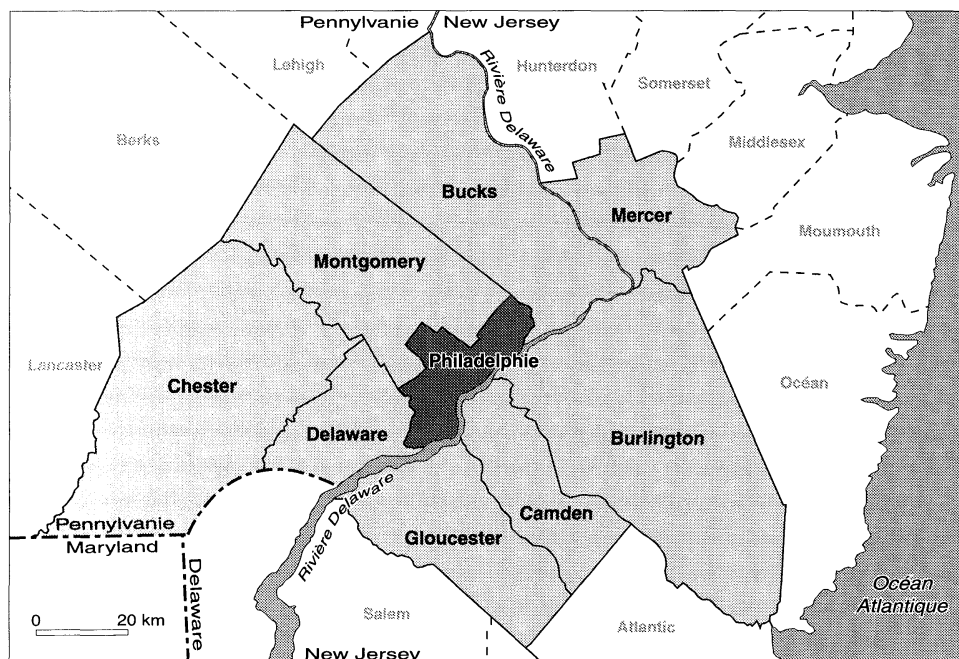 Pennylvanie
New Jersey
Lehigh
Rivière Delaware
Hunterdon
Somerset
Berks
Middlesex
Bucks
Mercer
Moumouth
Montgomery
Lancaster
Philadelphie
Océan
Chester
Delaware
Burlington
Rivière Delaware
Camden
Gloucester
Pennylvanie
Maryland
Delaware
Océan
Atlantique
0 20 km
Salem
Atlantic
New Jersey